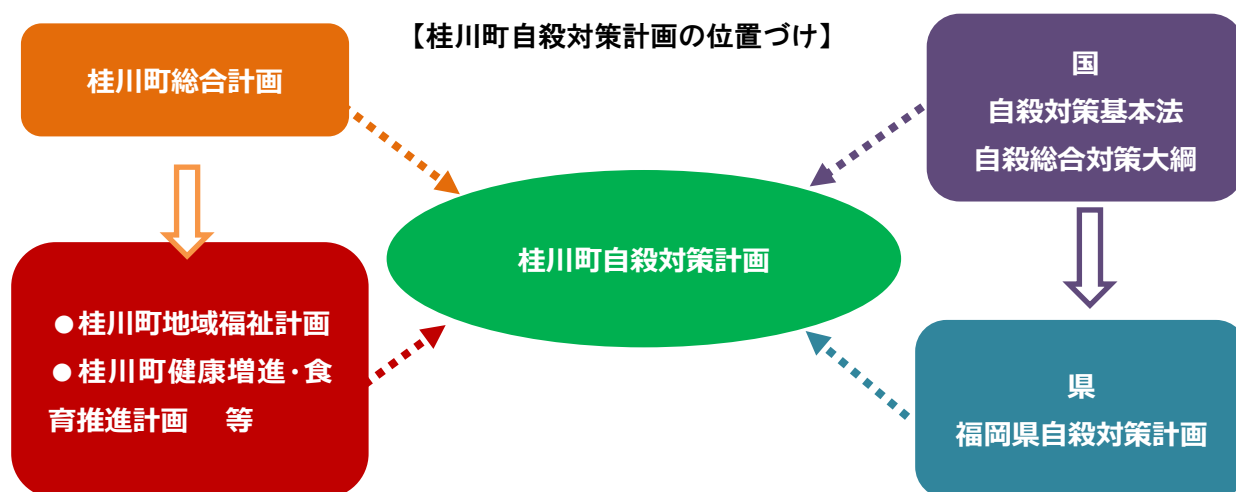 【桂川町自殺対策計画の位置づけ】
桂川町総合計画
国
自殺対策基本法
自殺総合対策大綱
桂川町自殺対策計画
●桂川町地域福祉計画
●桂川町健康増進・食
育推進計画　等
県
福岡県自殺対策計画